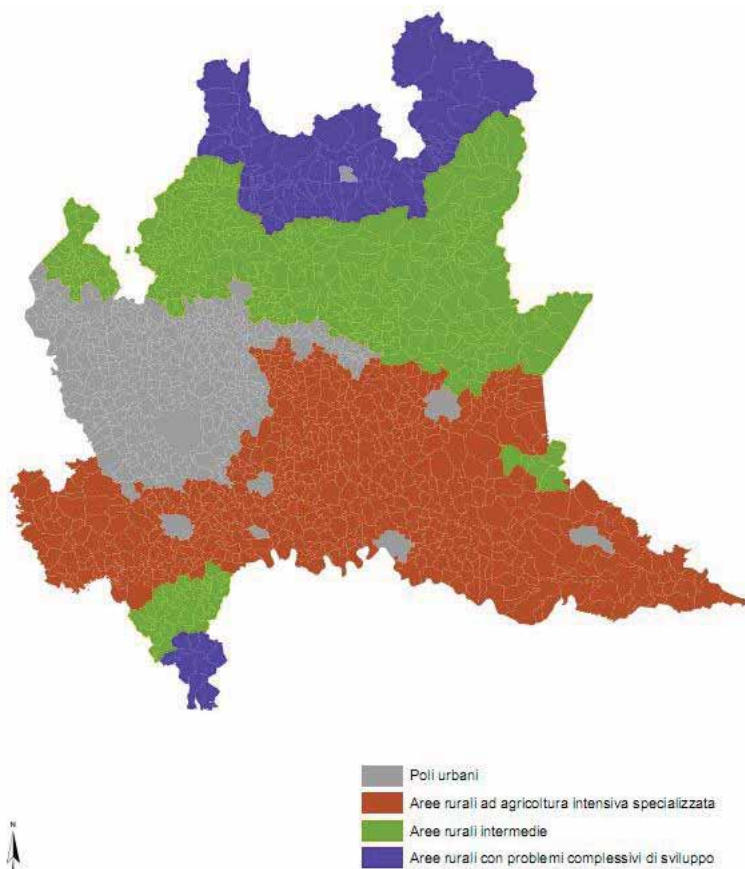 Poli urbani
Aree rurali ad agricoltura intensiva specializzata
Aree rurali intermedie
Aree rurali con problemi complessivi di sviluppo
N